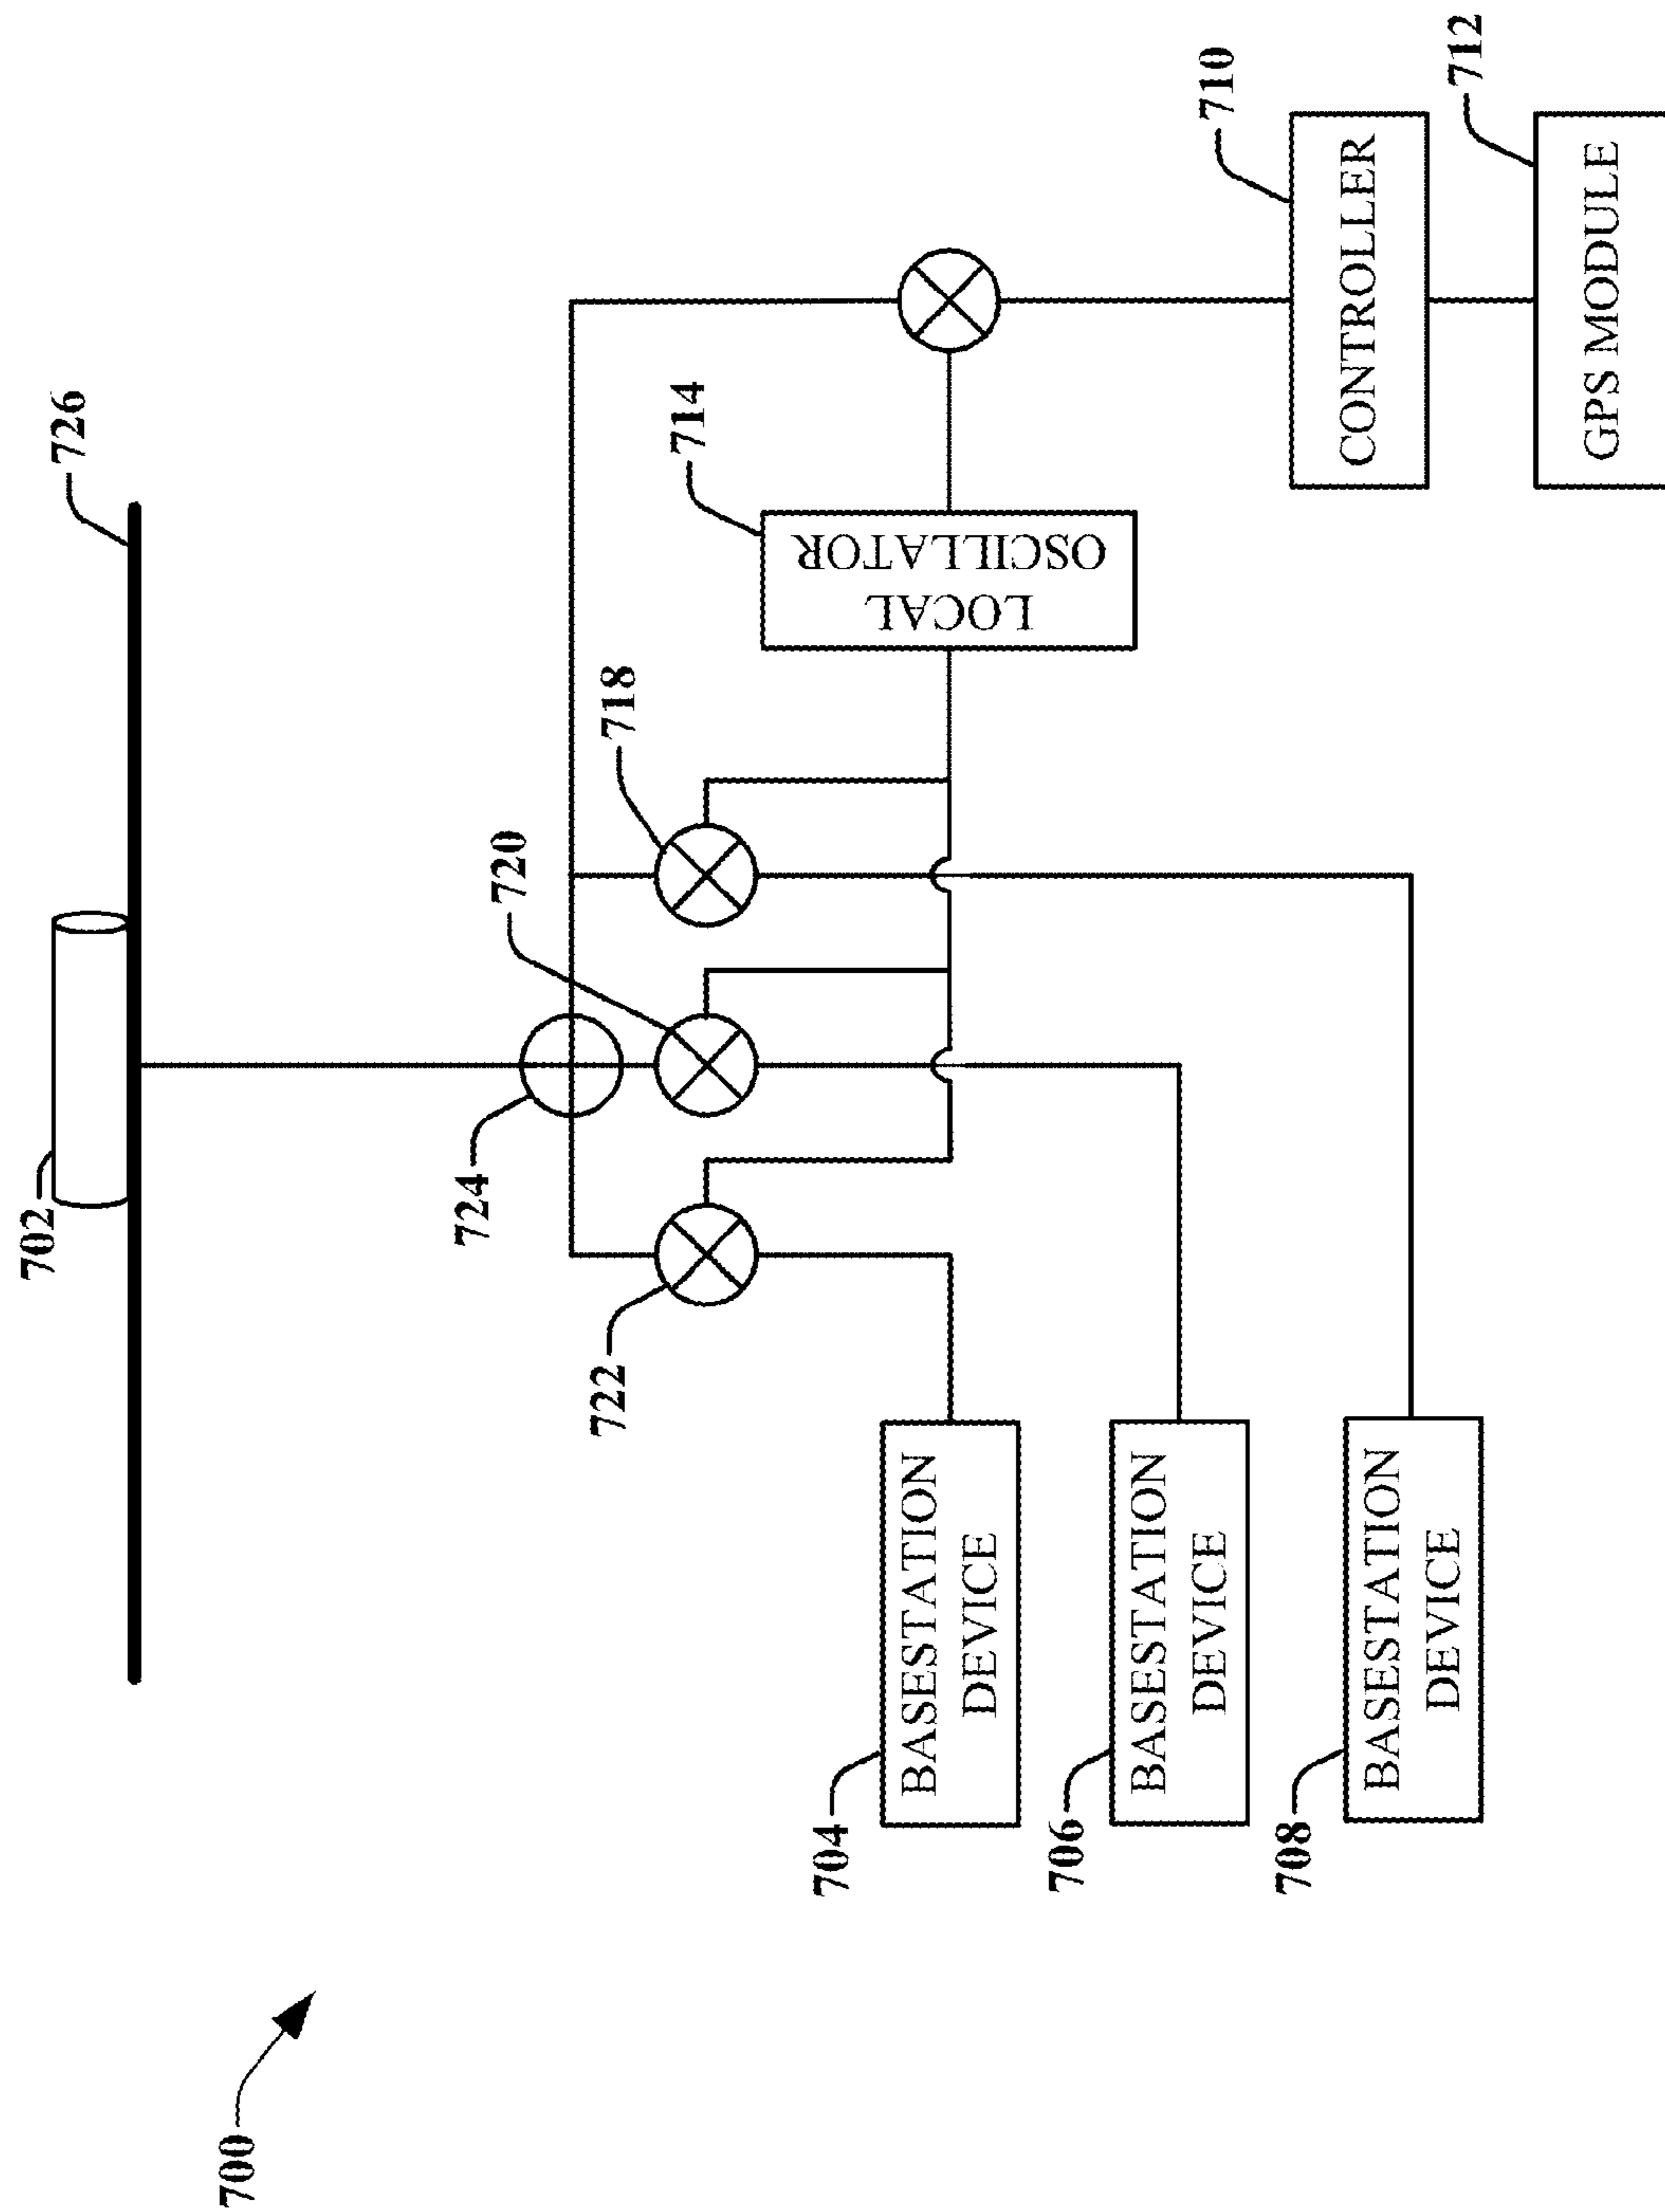 700
702
726
724
720
718
714
722
LOCAL
OSCILLATOR
710
CONTROLLER
712
GPS MODULE
704
BASESTATION
DEVICE
706
BASESTATION
DEVICE
708
BASESTATION
DEVICE